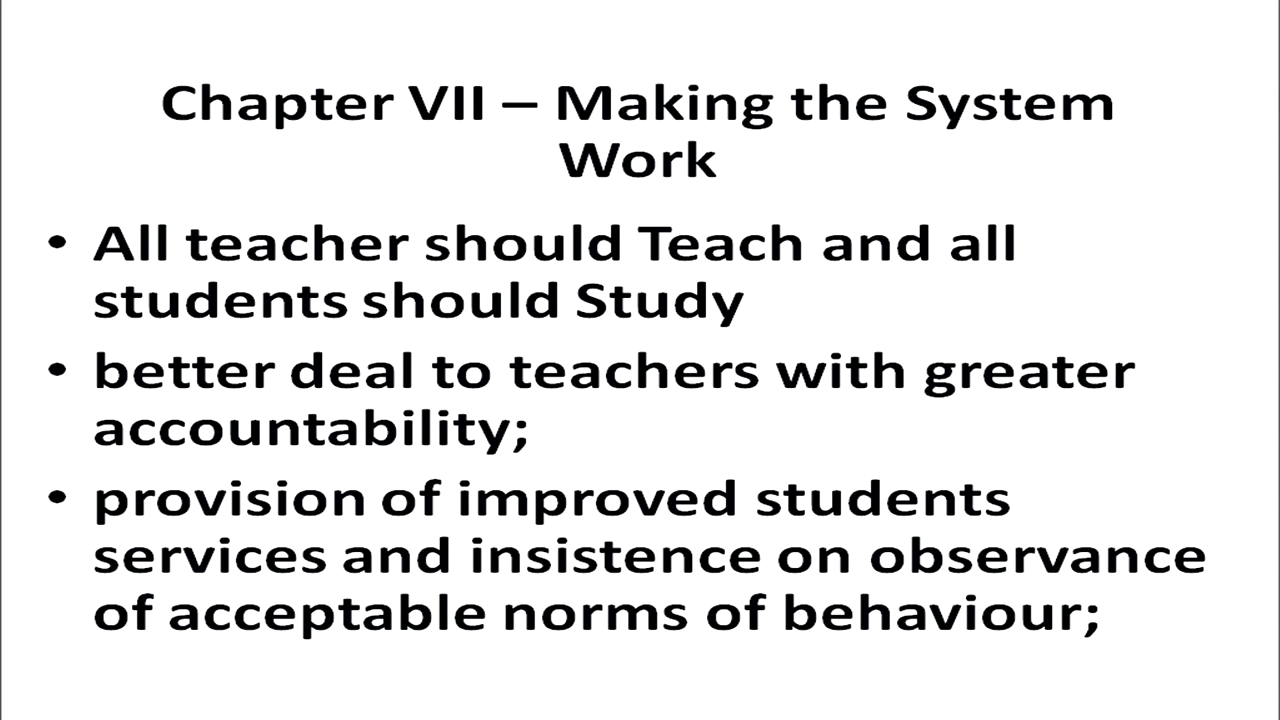 Chapter VII – Making the System
Work
• All teacher should Teach and all
students should Study
• better deal to teachers with greater
accountability;
• provision of improved students
services and insistence on observance
of acceptable norms of behaviour;